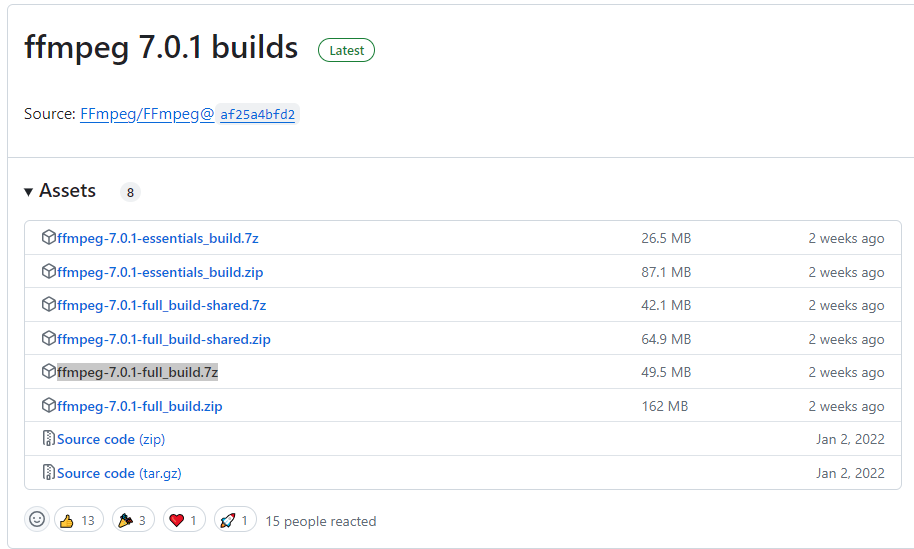 ffmpeg 7.0.1 builds Latest
Source: FFmpeg/FFmpeg@ af25a4bfd2
Assets 8
ffmpeg-7.0.1-essentials_build.7z 26.5 MB 2 weeks ago
ffmpeg-7.0.1-essentials_build.zip 87.1 MB 2 weeks ago
ffmpeg-7.0.1-full_build-shared.7z 42.1 MB 2 weeks ago
ffmpeg-7.0.1-full_build-shared.zip 64.9 MB 2 weeks ago
ffmpeg-7.0.1-full_build.7z 49.5 MB 2 weeks ago
ffmpeg-7.0.1-full_build.zip 162 MB 2 weeks ago
Source code (zip) Jan 2, 2022
Source code (tar.gz) Jan 2, 2022
13 3 1 1 15 people reacted